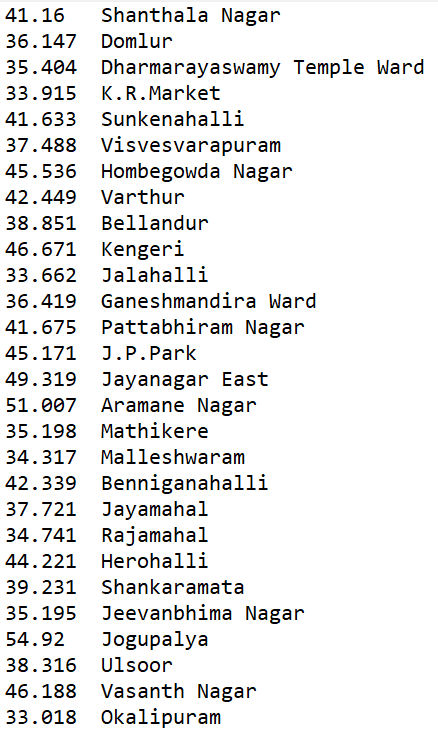 41.16 Shanthala Nagar
36.147 Domlur
35.404 Dharmarayaswamy Temple Ward
33.915 K.R.Market
41.633 Sunkenahalli
37.488 Visvesvarapuram
45.536 Hombegowda Nagar
42.449 Varthur
38.851 Bellandur
46.671 Kengeri
33.662 Jalahalli
36.419 Ganeshmandira Ward
41.675 Pattabhiram Nagar
45.171 J.P.Park
49.319 Jayanagar East
51.007 Aramane Nagar
35.198 Mathikere
34.317 Malleshwaram
42.339 Benniganahalli
37.721 Jayamahal
34.741 Rajamahal
44.221 Herohalli
39.231 Shankaramata
35.195 Jeevanbhima Nagar
54.92 Jogupalya
38.316 Ulsoor
46.188 Vasanth Nagar
33.018 Okalipuram